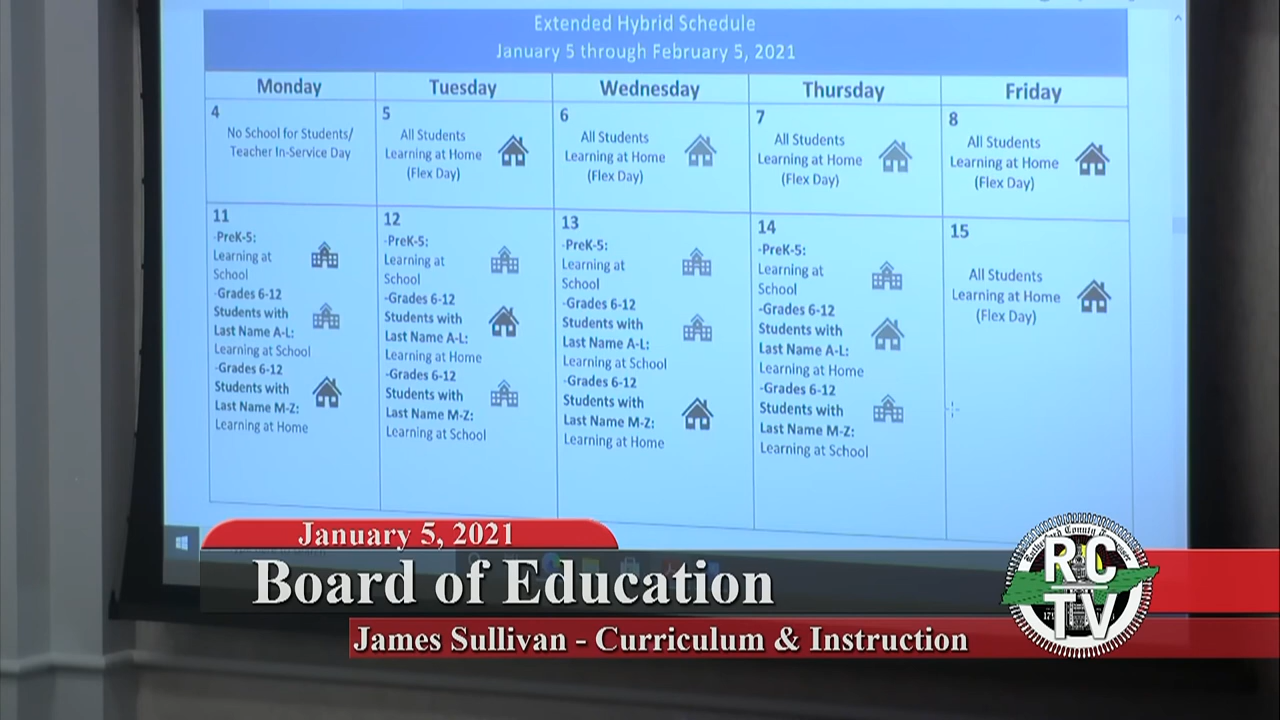 Extended Hybrid Schedule
January 5 through February 5, 2021
Monday Tuesday Wednesday Thursday Friday
4
No School for Students/
Teacher In-Service Day
5
All Students
Learning at Home
(Flex Day)
6
All Students
Learning at Home
(Flex Day)
7
All Students
Learning at Home
(Flex Day)
8
All Students
Learning at Home
(Flex Day)
11
-PreK-5:
Learning at
School
-Grades 6-12
Students with
Last Name A-L:
Learning at School
-Grades 6-12
Students with
Last Name M-Z:
Learning at Home
12
-PreK-5:
Learning at
School
-Grades 6-12
Students with
Last Name A-L:
Learning at Home
-Grades 6-12
Students with
Last Name M-Z:
Learning at School
13
-PreK-5:
Learning at
School
-Grades 6-12
Students with
Last Name A-L:
Learning at School
-Grades 6-12
Students with
Last Name M-Z:
Learning at Home
14
-PreK-5:
Learning at
School
-Grades 6-12
Students with
Last Name A-L:
Learning at Home
-Grades 6-12
Students with
Last Name M-Z:
Learning at School
15
All Students
Learning at Home
(Flex Day)
January 5, 2021
Board of Education
James Sullivan - Curriculum & Instruction
RC
TV